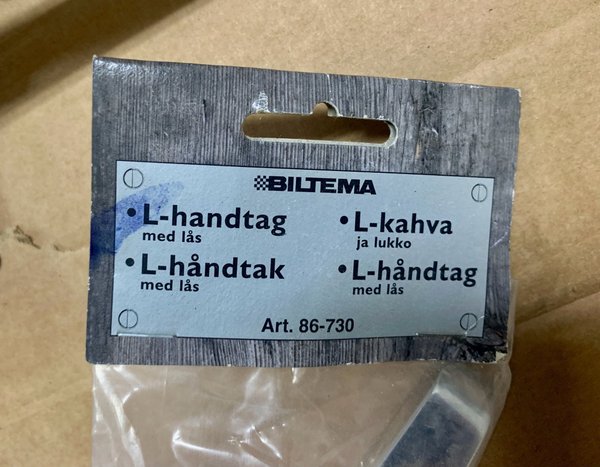 BILTEMA
• L-handtag
med lås
• L-håndtak
med lås
• L-kahva
ja lukko
• L-håndtag
med lås
Art. 86-730